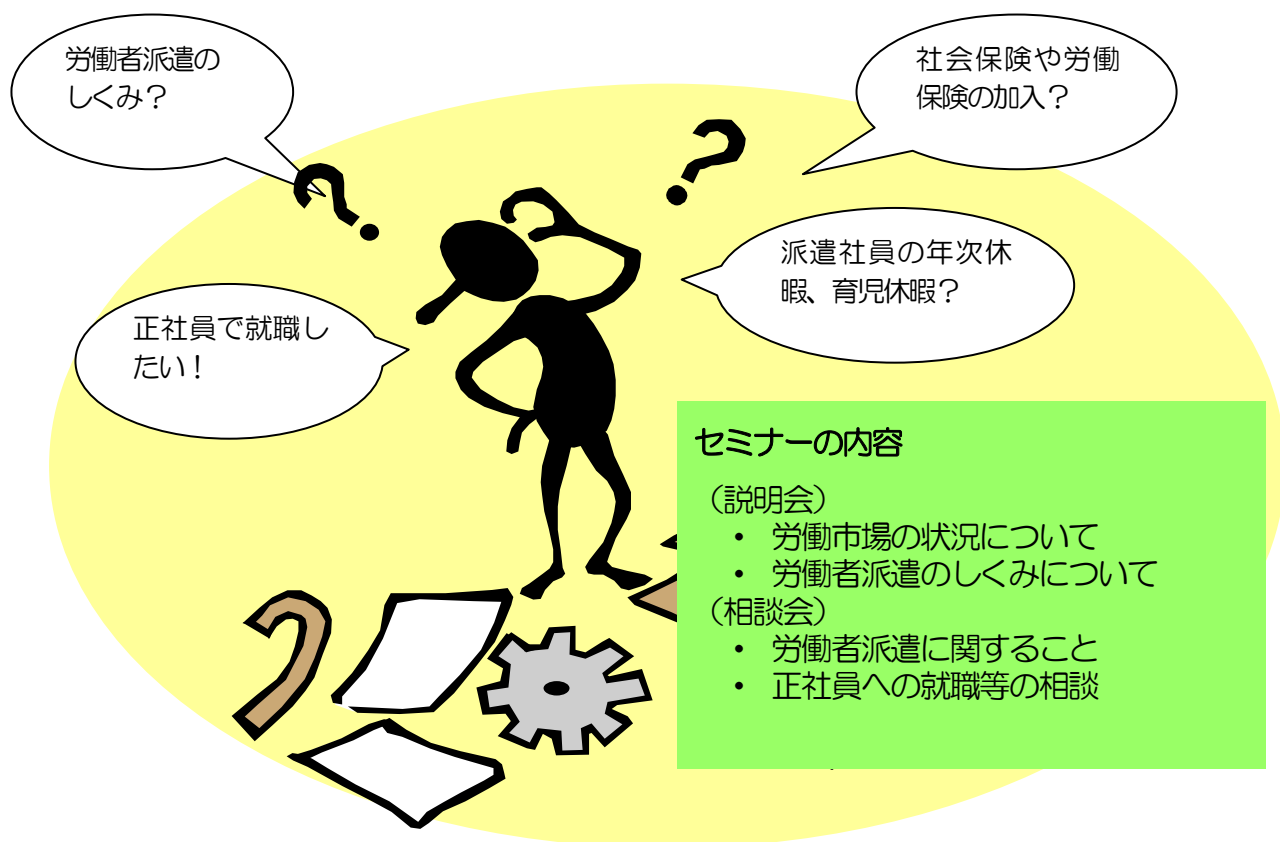 労働者派遣の
しくみ？
社会保険や労働
保険の加入？
派遣社員の年次休
暇、育児休暇？
正社員で就職し
たい！
セミナーの内容
（説明会）
・ 労働市場の状況について
・ 労働者派遣のしくみについて
（相談会）
・ 労働者派遣に関すること
・ 正社員への就職等の相談